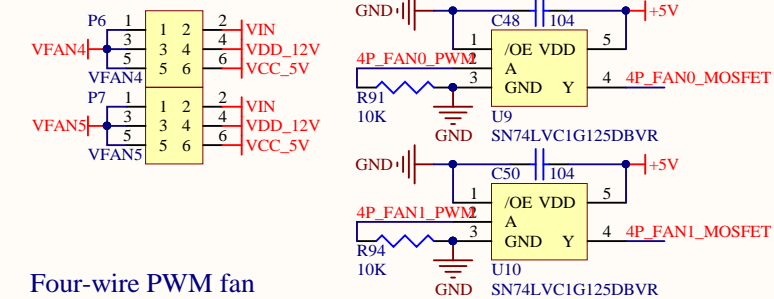 P6 1 1 2 2 VIN
VFAN4 3 3 4 4 VDD_12V
5 5 6 6 VCC_5V
VFAN4
P7 1 1 2 2 VIN
VFAN5 3 3 4 4 VDD_12V
5 5 6 6 VCC_5V
VFAN5
GND +5V
C48 104
1 /OE VDD 5
4P_FAN0_PWM 2 A
3 GND Y 4 4P_FAN0_MOSFET
R91
10K
U9
GND SN74LVC1G125DBVR
GND +5V
C50 104
1 /OE VDD 5
4P_FAN1_PWM 2 A
3 GND Y 4 4P_FAN1_MOSFET
R94
10K
U10
GND SN74LVC1G125DBVR
Four-wire PWM fan